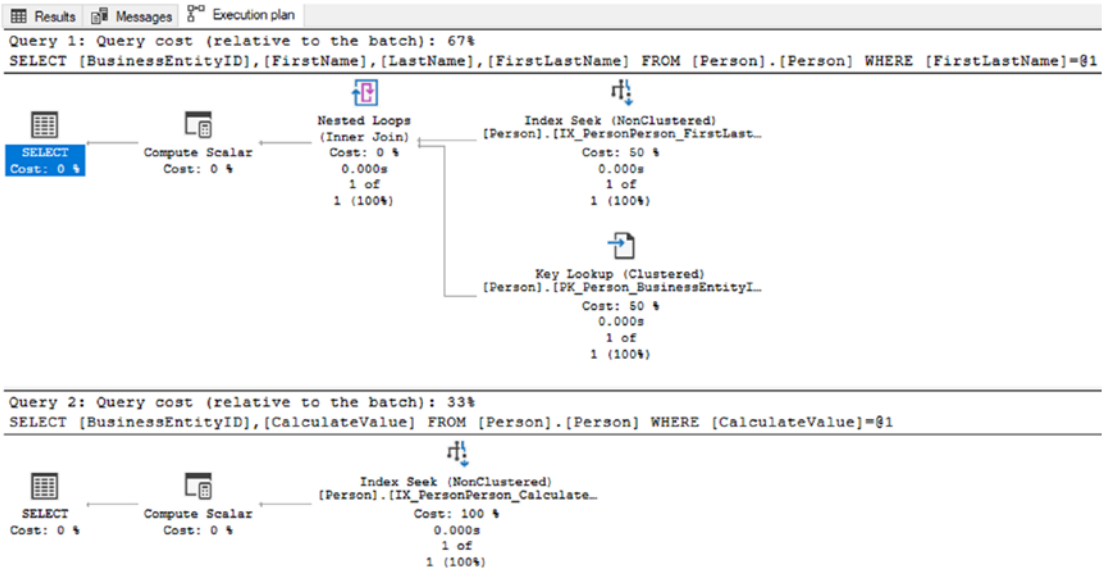 Results Messages Execution plan
Query 1: Query cost (relative to the batch): 67%
SELECT [BusinessEntityID],[FirstName],[LastName],[FirstLastName] FROM [Person].[Person] WHERE [FirstLastName]=@1
SELECT
Cost: 0 %
Compute Scalar
Cost: 0 %
Nested Loops
(Inner Join)
Cost: 0 %
0.000s
1 of
1 (100%)
Index Seek (NonClustered)
[Person].[IX_PersonPerson_FirstLast…
Cost: 50 %
0.000s
1 of
1 (100%)
Key Lookup (Clustered)
[Person].[PK_Person_BusinessEntityI…
Cost: 50 %
0.000s
1 of
1 (100%)
Query 2: Query cost (relative to the batch): 33%
SELECT [BusinessEntityID],[CalculateValue] FROM [Person].[Person] WHERE [CalculateValue]=@1
SELECT
Cost: 0 %
Compute Scalar
Cost: 0 %
Index Seek (NonClustered)
[Person].[IX_PersonPerson_Calculate…
Cost: 100 %
0.000s
1 of
1 (100%)